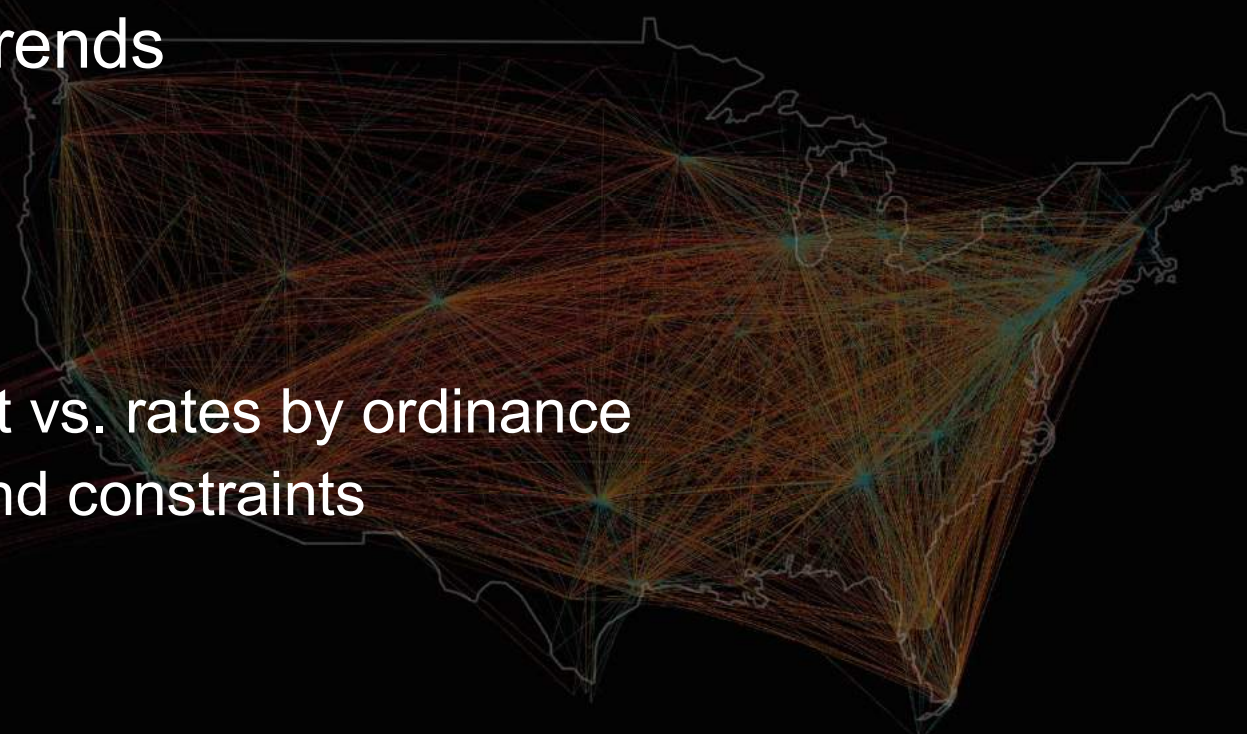 rends
t vs. rates by ordinance
nd constraints